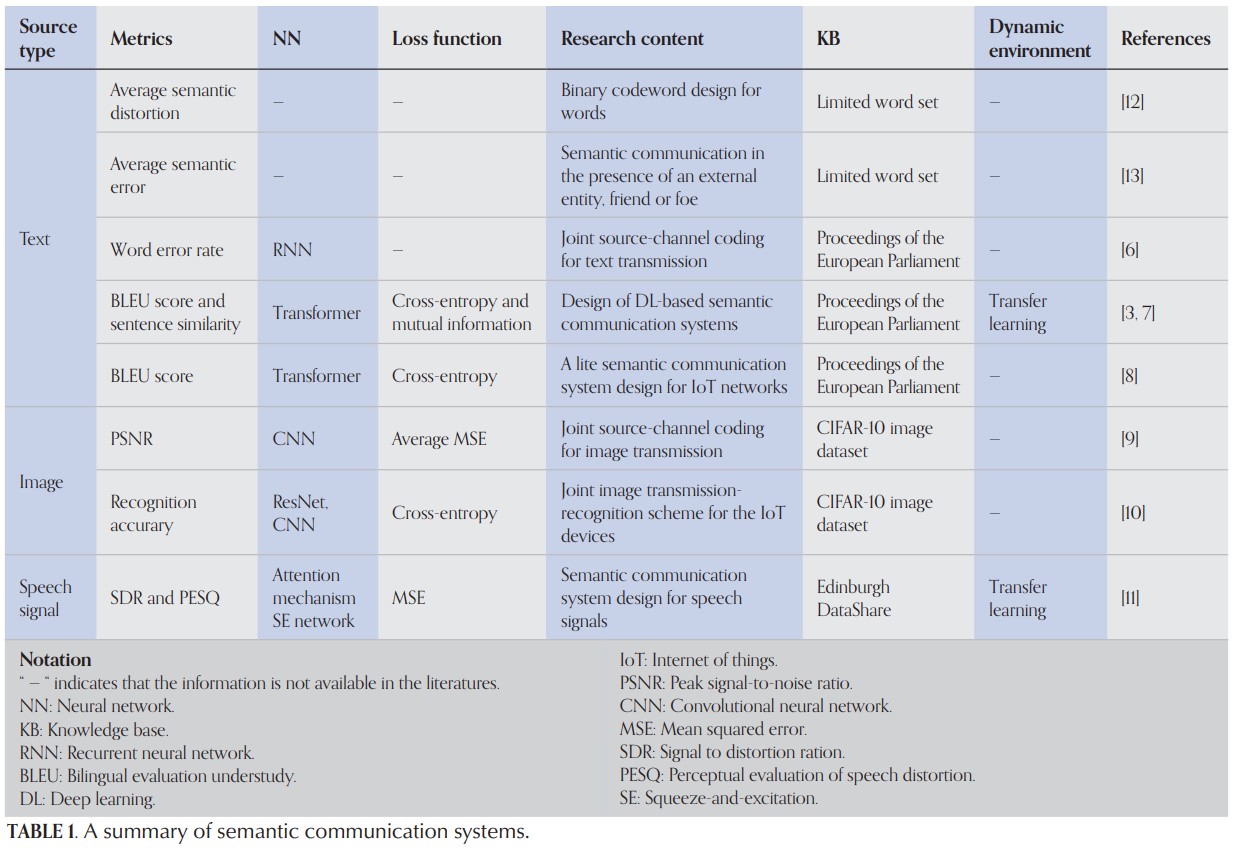 Source type
Metrics
NN
Loss function
Research content
KB
Dynamic environment
References
Text
Average semantic
distortion
–
–
Binary codeword design for
words
Limited word set
–
[12]
Average semantic
error
–
–
Semantic communication in
the presence of an external
entity, friend or foe
Limited word set
–
[13]
Word error rate
RNN
–
Joint source-channel coding
for text transmission
Proceedings of the
European Parliament
–
[6]
BLEU score and
sentence similarity
Transformer
Cross-entropy and
mutual information
Design of DL-based semantic
communication systems
Proceedings of the
European Parliament
Transfer
learning
[3, 7]
BLEU score
Transformer
Cross-entropy
A lite semantic communication
system design for IoT networks
Proceedings of the
European Parliament
–
[8]
Image
PSNR
CNN
Average MSE
Joint source-channel coding
for image transmission
CIFAR-10 image
dataset
–
[9]
Recognition
accurary
ResNet,
CNN
Cross-entropy
Joint image transmission-
recognition scheme for the IoT
devices
CIFAR-10 image
dataset
–
[10]
Speech
signal
SDR and PESQ
Attention
mechanism
SE network
MSE
Semantic communication
system design for speech
signals
Edinburgh
DataShare
Transfer
learning
[11]
Notation
“ – “ indicates that the information is not available in the literatures.
NN: Neural network.
KB: Knowledge base.
RNN: Recurrent neural network.
BLEU: Bilingual evaluation understudy.
DL: Deep learning.
IoT: Internet of things.
PSNR: Peak signal-to-noise ratio.
CNN: Convolutional neural network.
MSE: Mean squared error.
SDR: Signal to distortion ration.
PESQ: Perceptual evaluation of speech distortion.
SE: Squeeze-and-excitation.
TABLE 1. A summary of semantic communication systems.